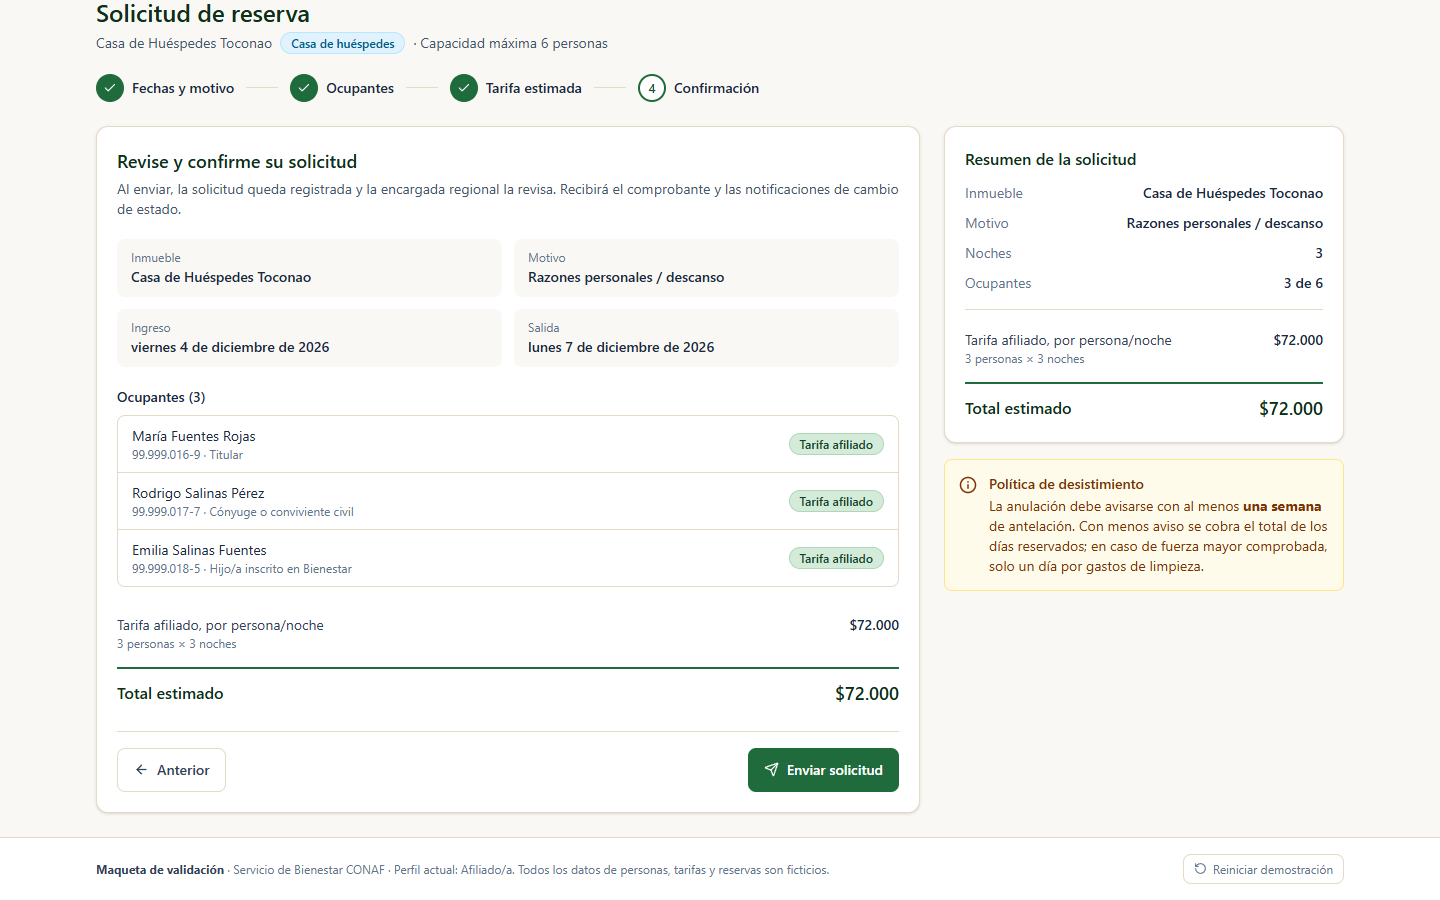 Solicitud de reserva
Casa de Huéspedes Toconao Casa de huéspedes · Capacidad máxima 6 personas
Fechas y motivo Ocupantes Tarifa estimada 4 Confirmación
Revise y confirme su solicitud
Al enviar, la solicitud queda registrada y la encargada regional la revisa. Recibirá el comprobante y las notificaciones de cambio
de estado.
Inmueble
Casa de Huéspedes Toconao
Motivo
Razones personales / descanso
Ingreso
viernes 4 de diciembre de 2026
Salida
lunes 7 de diciembre de 2026
Ocupantes (3)
María Fuentes Rojas
99.999.016-9 · Titular
Tarifa afiliado
Rodrigo Salinas Pérez
99.999.017-7 · Cónyuge o conviviente civil
Tarifa afiliado
Emilia Salinas Fuentes
99.999.018-5 · Hijo/a inscrito en Bienestar
Tarifa afiliado
Tarifa afiliado, por persona/noche $72.000
3 personas × 3 noches
Total estimado $72.000
Anterior Enviar solicitud
Resumen de la solicitud
Inmueble Casa de Huéspedes Toconao
Motivo Razones personales / descanso
Noches 3
Ocupantes 3 de 6
Tarifa afiliado, por persona/noche $72.000
3 personas × 3 noches
Total estimado $72.000
Política de desistimiento
La anulación debe avisarse con al menos una semana
de antelación. Con menos aviso se cobra el total de los
días reservados; en caso de fuerza mayor comprobada,
solo un día por gastos de limpieza.
Maqueta de validación · Servicio de Bienestar CONAF · Perfil actual: Afiliado/a. Todos los datos de personas, tarifas y reservas son ficticios.
Reiniciar demostración